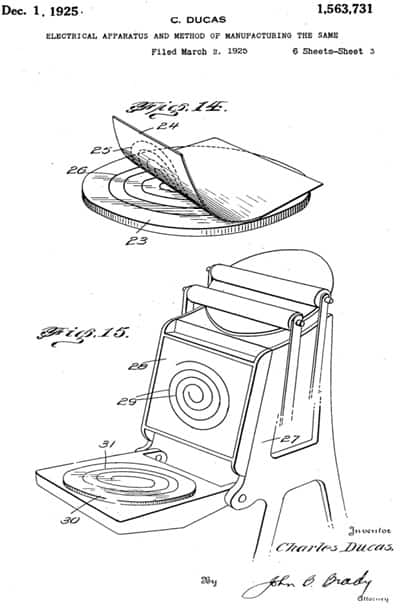 Dec. 1, 1925. 1,563,731
C. DUCAS
ELECTRICAL APPARATUS AND METHOD OF MANUFACTURING THE SAME
Filed March 2, 1925 6 Sheets-Sheet 3
Fig. 14.
24
25
26
23
Fig. 15.
28
29
27
31
30
Inventor
Charles Ducas.
By John B. Brady
Attorney